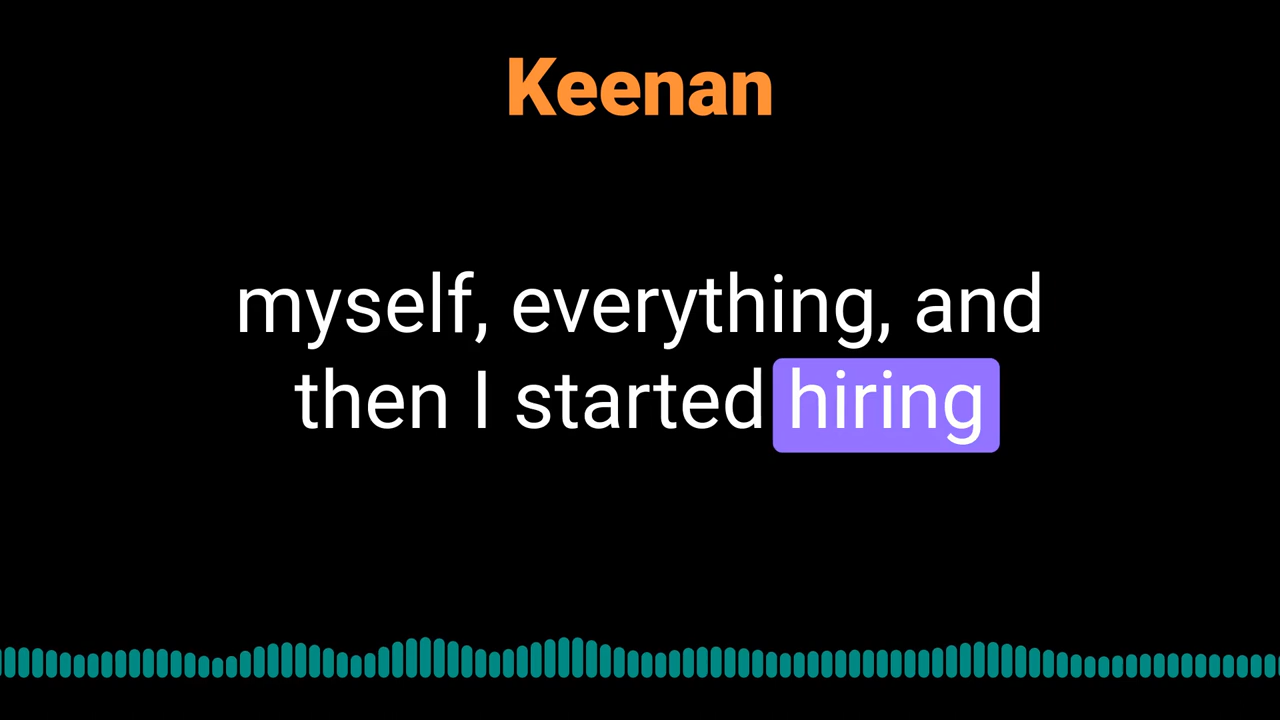 Keenan
myself, everything, and
then I started hiring